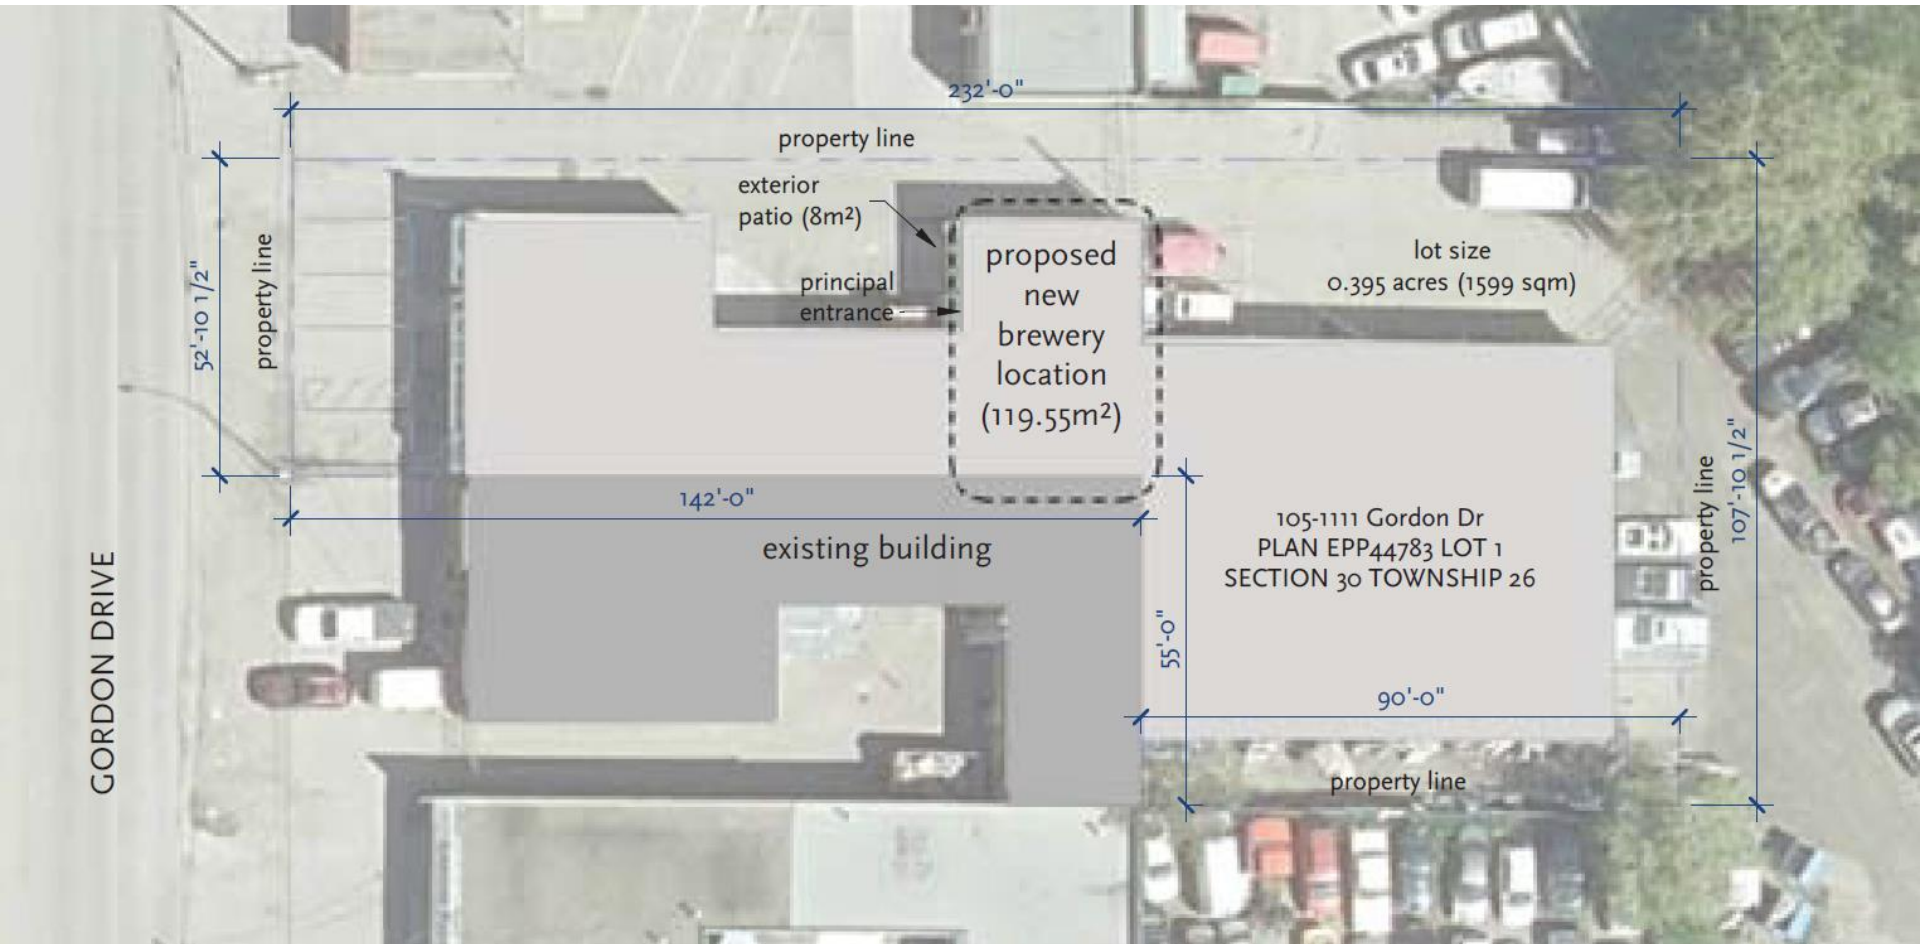 232'-0"
property line
exterior
patio (8m²)
principal
entrance
proposed
new
brewery
location
(119.55m²)
lot size
0.395 acres (1599 sqm)
52'-10 1/2"
property line
142'-0"
existing building
105-1111 Gordon Dr
PLAN EPP44783 LOT 1
SECTION 30 TOWNSHIP 26
property line
107'-10 1/2"
55'-0"
90'-0"
property line
GORDON DRIVE